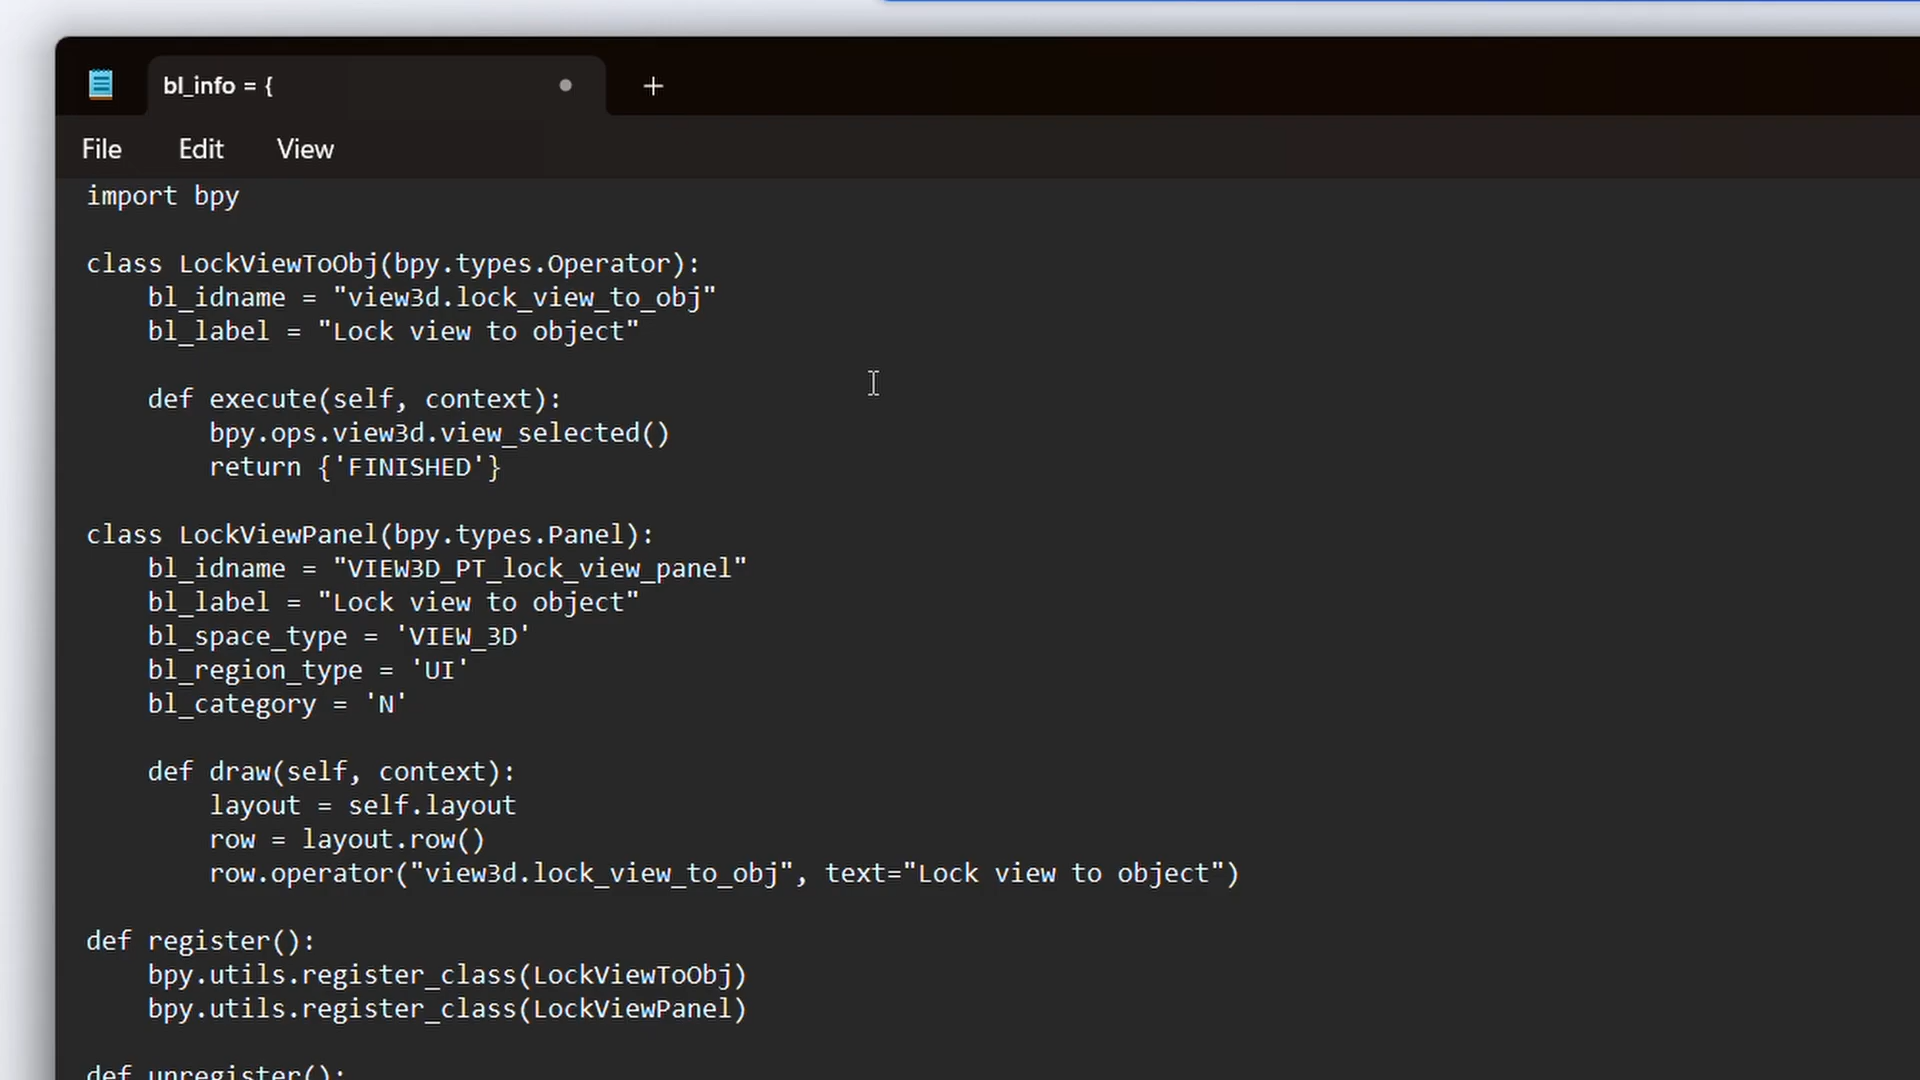 bl_info = {
File Edit View
import bpy
class LockViewToObj(bpy.types.Operator):
    bl_idname = "view3d.lock_view_to_obj"
    bl_label = "Lock view to object"
    def execute(self, context):
        bpy.ops.view3d.view_selected()
        return {'FINISHED'}
class LockViewPanel(bpy.types.Panel):
    bl_idname = "VIEW3D_PT_lock_view_panel"
    bl_label = "Lock view to object"
    bl_space_type = 'VIEW_3D'
    bl_region_type = 'UI'
    bl_category = 'N'
    def draw(self, context):
        layout = self.layout
        row = layout.row()
        row.operator("view3d.lock_view_to_obj", text="Lock view to object")
def register():
    bpy.utils.register_class(LockViewToObj)
    bpy.utils.register_class(LockViewPanel)
def unregister():